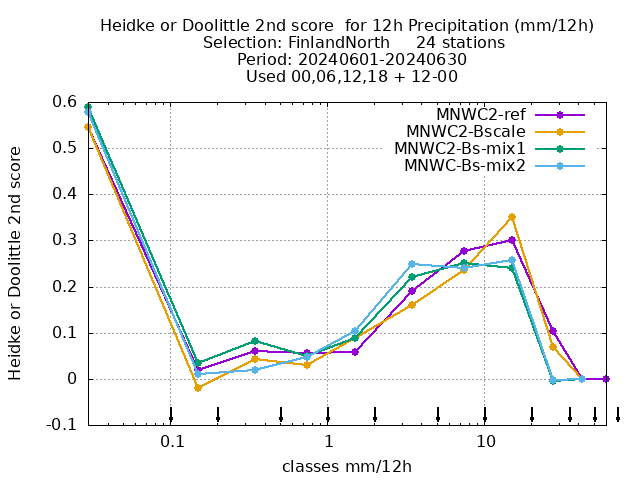 Heidke or Doolittle 2nd score  for 12h Precipitation (mm/12h)
Selection: FinlandNorth     24 stations
Period: 20240601-20240630
Used 00,06,12,18 + 12-00
MNWC2-ref
MNWC2-Bscale
MNWC2-Bs-mix1
MNWC-Bs-mix2
Heidke or Doolittle 2nd score
0.6
0.5
0.4
0.3
0.2
0.1
0
-0.1
0.1 1 10
classes mm/12h